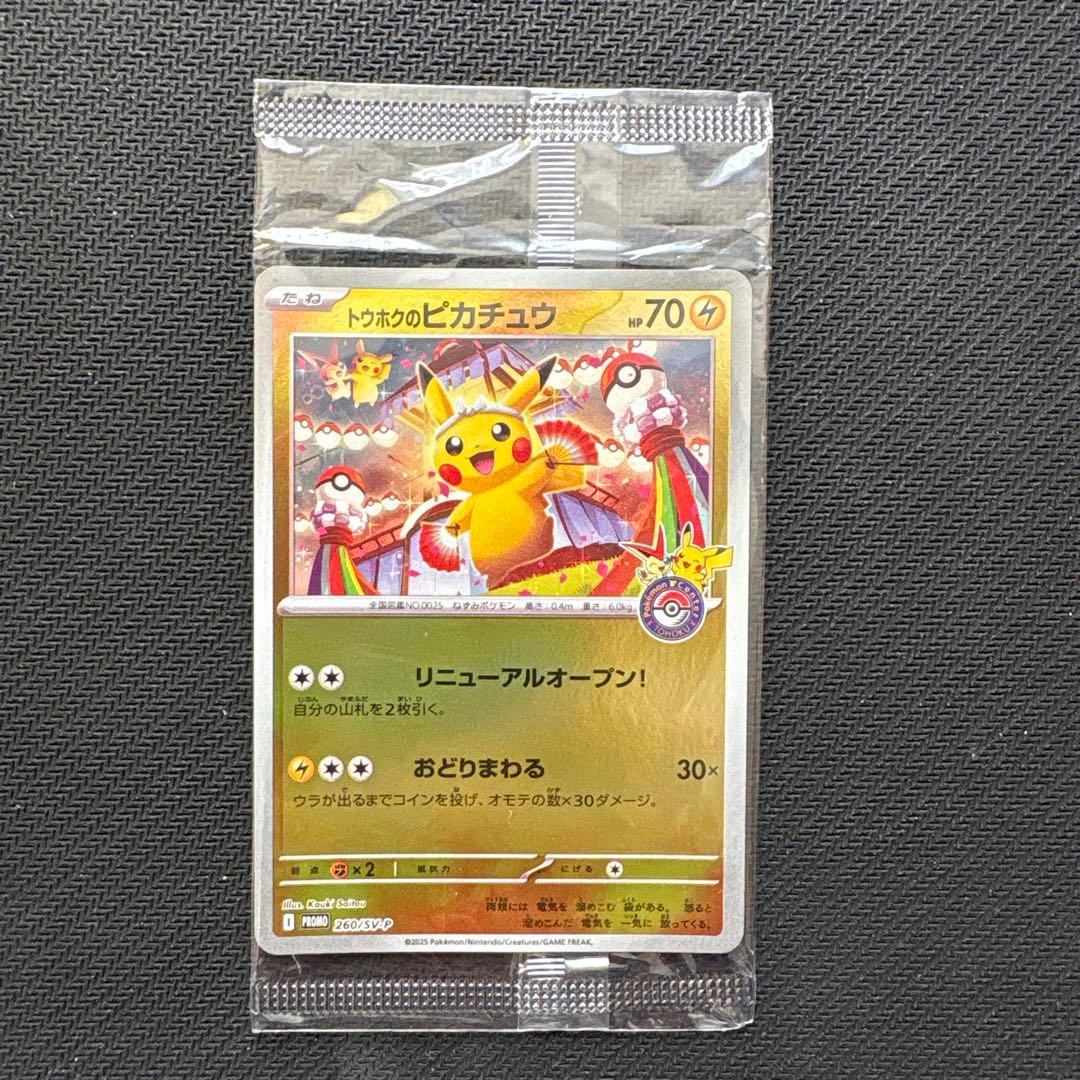 たね
トウホクのピカチュウ HP70
全国図鑑NO.0025 ねずみポケモン 高さ:0.4m 重さ:6.0kg
Pokémon Center
TOHOKU
リニューアルオープン!
自分の山札を2枚引く。
おどりまわる 30×
ウラが出るまでコインを投げ、オモテの数×30ダメージ。
弱点 ×2 抵抗力 にげる
Illus. Kouki Saitou
両頬には 電気を 溜めこむ 袋がある。 怒ると
溜めこんだ 電気を 一気に 放ってくる。
I PROMO 260/SV-P
©2025 Pokémon/Nintendo/Creatures/GAME FREAK.